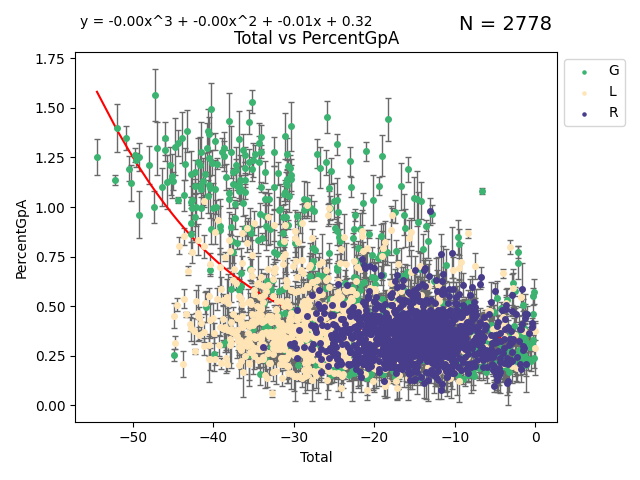 y = -0.00x^3 + -0.00x^2 + -0.01x + 0.32
N = 2778
Total vs PercentGpA
G
L
R
PercentGpA
1.75
1.50
1.25
1.00
0.75
0.50
0.25
0.00
−50
−40
−30
−20
−10
0
Total